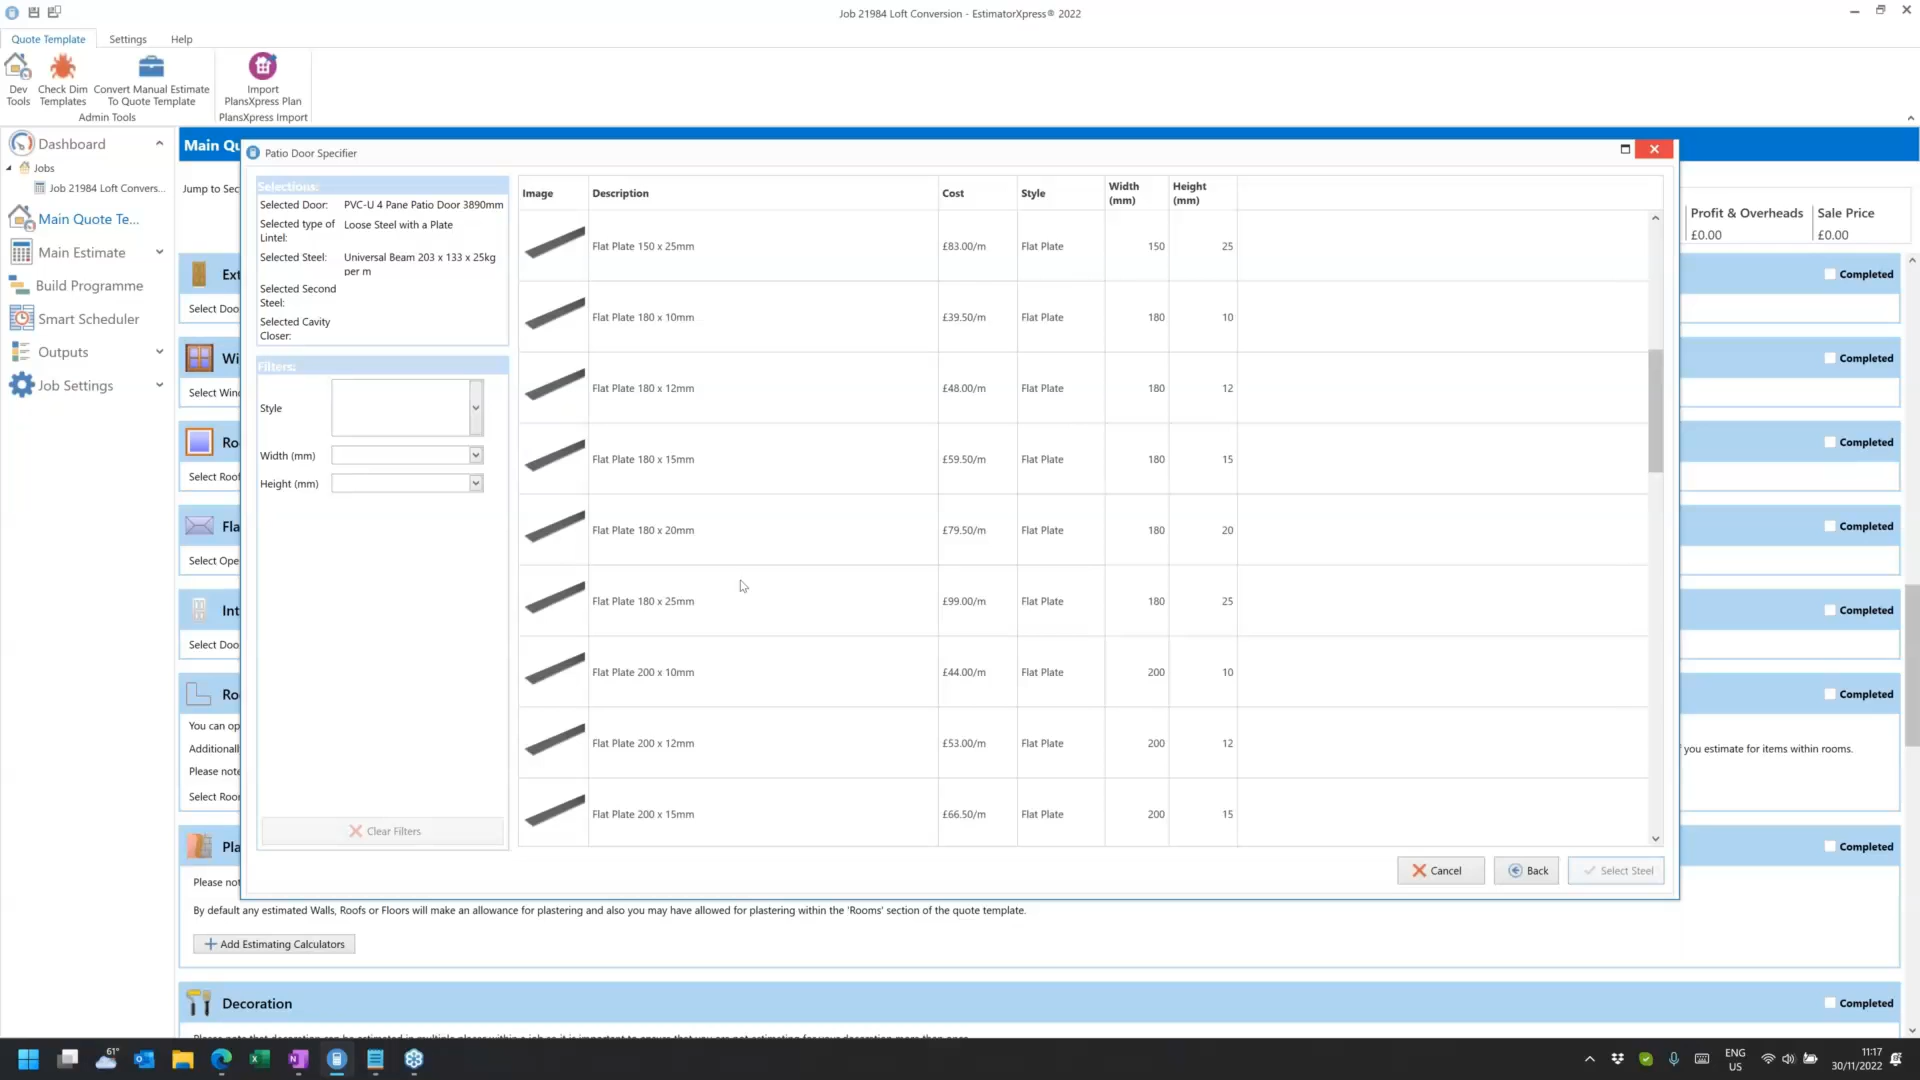 Job 21984 Loft Conversion - EstimatorXpress® 2022
Quote Template
Settings
Help
Dev Tools
Check Dim Templates
Convert Manual Estimate To Quote Template
Import PlansXpress Plan
Admin Tools
PlansXpress Import
Dashboard
Jobs
Job 21984 Loft Convers...
Main Quote Te...
Main Estimate
Build Programme
Smart Scheduler
Outputs
Job Settings
Main Qu
Jump to Sec
Profit & Overheads
£0.00
Sale Price
£0.00
Patio Door Specifier
Selections:
Selected Door: PVC-U 4 Pane Patio Door 3890mm
Selected type of Lintel: Loose Steel with a Plate
Selected Steel: Universal Beam 203 x 133 x 25kg per m
Selected Second Steel:
Selected Cavity Closer:
Filters:
Style
Width (mm)
Height (mm)
Clear Filters
Image Description Cost Style Width (mm) Height (mm)
Flat Plate 150 x 25mm £83.00/m Flat Plate 150 25
Flat Plate 180 x 10mm £39.50/m Flat Plate 180 10
Flat Plate 180 x 12mm £48.00/m Flat Plate 180 12
Flat Plate 180 x 15mm £59.50/m Flat Plate 180 15
Flat Plate 180 x 20mm £79.50/m Flat Plate 180 20
Flat Plate 180 x 25mm £99.00/m Flat Plate 180 25
Flat Plate 200 x 10mm £44.00/m Flat Plate 200 10
Flat Plate 200 x 12mm £53.00/m Flat Plate 200 12
Flat Plate 200 x 15mm £66.50/m Flat Plate 200 15
Cancel
Back
Select Steel
Ext
Completed
Select Doo
Wi
Completed
Select Wind
Ro
Completed
Select Roof
Fla
Completed
Select Ope
Int
Completed
Select Doo
Ro
Completed
You can op
Additionall
you estimate for items within rooms.
Please note
Select Roor
Pla
Completed
Please not
By default any estimated Walls, Roofs or Floors will make an allowance for plastering and also you may have allowed for plastering within the 'Rooms' section of the quote template.
Add Estimating Calculators
Decoration
Completed
61°
ENG
US
11:17
30/11/2022